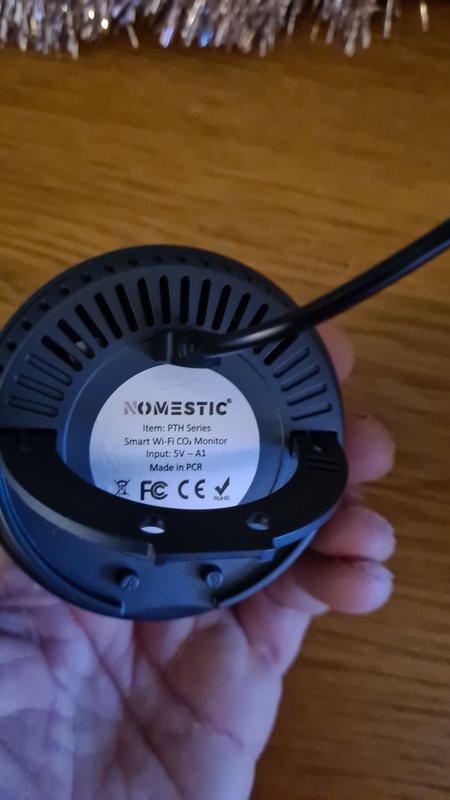 NOMESTIC®
Item: PTH Series
Smart Wi-Fi CO₂ Monitor
Input: 5V -- A1
Made in PCR
FC CE
RoHS